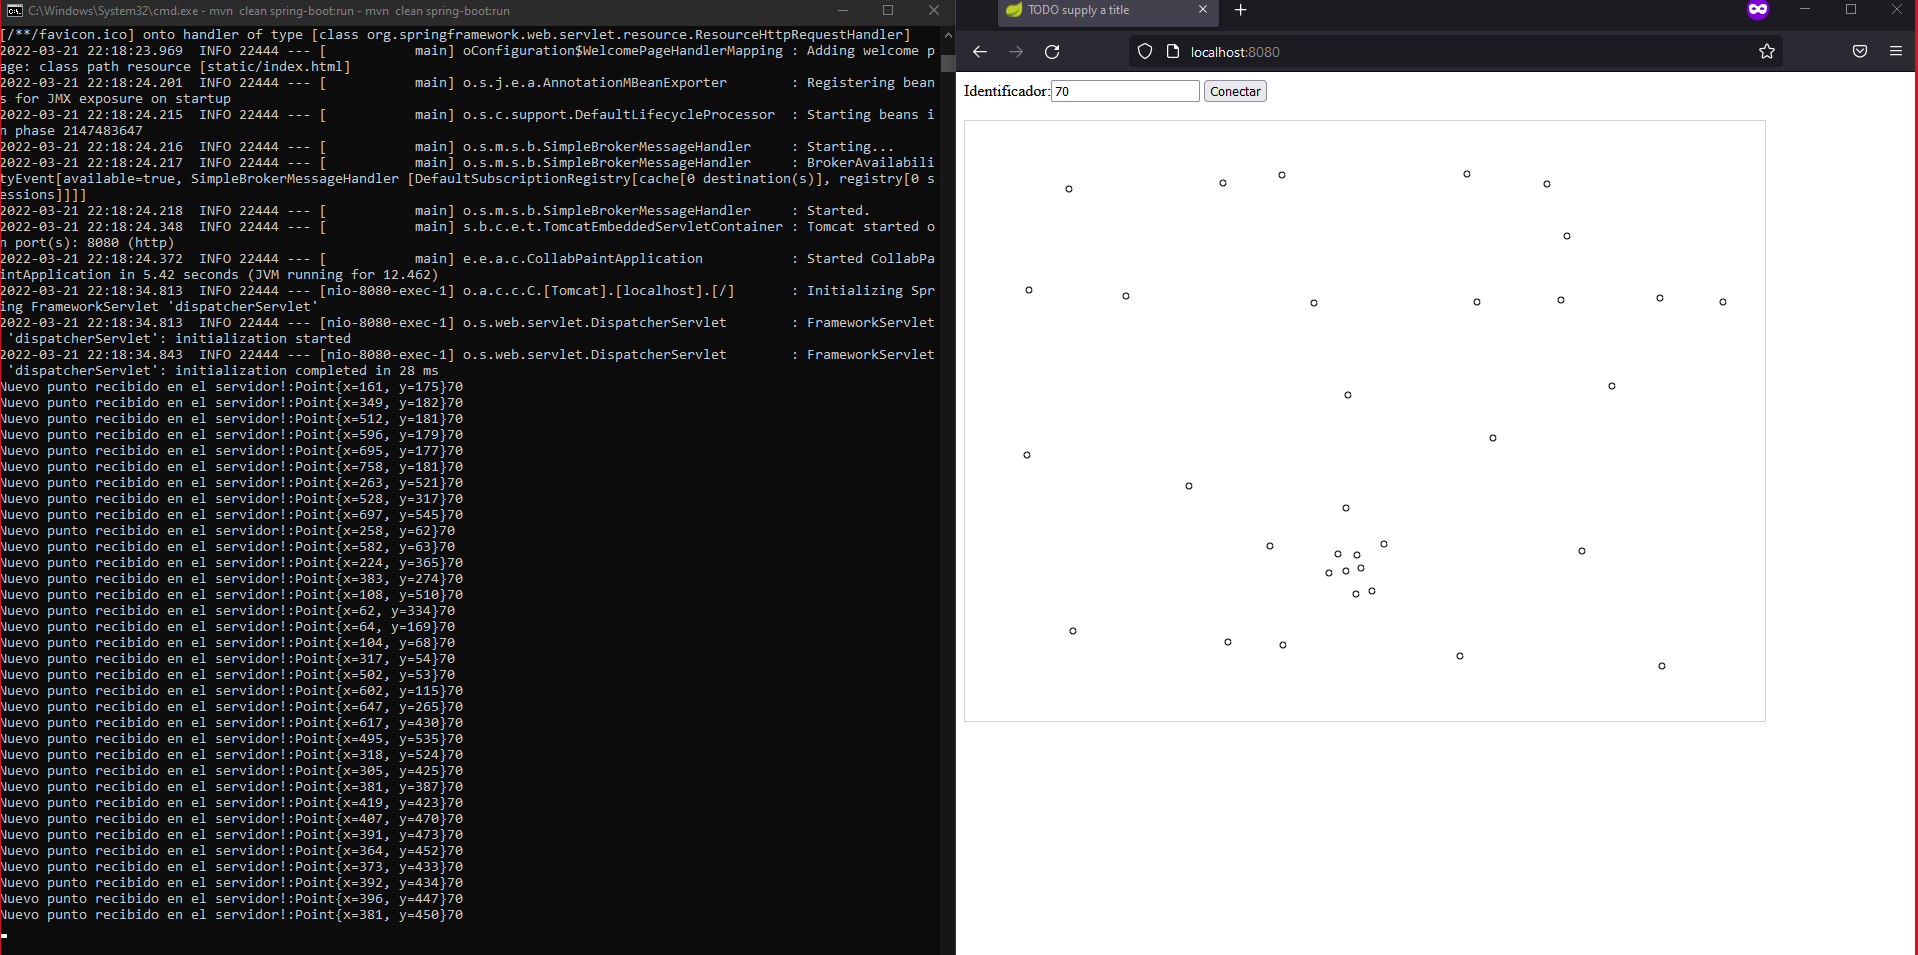 C:\Windows\System32\cmd.exe - mvn  clean spring-boot:run - mvn  clean spring-boot:run
[/**/favicon.ico] onto handler of type [class org.springframework.web.servlet.resource.ResourceHttpRequestHandler]
2022-03-21 22:18:23.969  INFO 22444 --- [           main] oConfiguration$WelcomePageHandlerMapping : Adding welcome p
age: class path resource [static/index.html]
2022-03-21 22:18:24.201  INFO 22444 --- [           main] o.s.j.e.a.AnnotationMBeanExporter        : Registering bean
s for JMX exposure on startup
2022-03-21 22:18:24.215  INFO 22444 --- [           main] o.s.c.support.DefaultLifecycleProcessor  : Starting beans i
n phase 2147483647
2022-03-21 22:18:24.216  INFO 22444 --- [           main] o.s.m.s.b.SimpleBrokerMessageHandler     : Starting...
2022-03-21 22:18:24.217  INFO 22444 --- [           main] o.s.m.s.b.SimpleBrokerMessageHandler     : BrokerAvailabili
tyEvent[available=true, SimpleBrokerMessageHandler [DefaultSubscriptionRegistry[cache[0 destination(s)], registry[0 s
essions]]]]
2022-03-21 22:18:24.218  INFO 22444 --- [           main] o.s.m.s.b.SimpleBrokerMessageHandler     : Started.
2022-03-21 22:18:24.348  INFO 22444 --- [           main] s.b.c.e.t.TomcatEmbeddedServletContainer : Tomcat started o
n port(s): 8080 (http)
2022-03-21 22:18:24.372  INFO 22444 --- [           main] e.e.a.c.CollabPaintApplication           : Started CollabPa
intApplication in 5.42 seconds (JVM running for 12.462)
2022-03-21 22:18:34.813  INFO 22444 --- [nio-8080-exec-1] o.a.c.c.C.[Tomcat].[localhost].[/]       : Initializing Spr
ing FrameworkServlet 'dispatcherServlet'
2022-03-21 22:18:34.813  INFO 22444 --- [nio-8080-exec-1] o.s.web.servlet.DispatcherServlet        : FrameworkServlet
 'dispatcherServlet': initialization started
2022-03-21 22:18:34.843  INFO 22444 --- [nio-8080-exec-1] o.s.web.servlet.DispatcherServlet        : FrameworkServlet
 'dispatcherServlet': initialization completed in 28 ms
Nuevo punto recibido en el servidor!:Point{x=161, y=175}70
Nuevo punto recibido en el servidor!:Point{x=349, y=182}70
Nuevo punto recibido en el servidor!:Point{x=512, y=181}70
Nuevo punto recibido en el servidor!:Point{x=596, y=179}70
Nuevo punto recibido en el servidor!:Point{x=695, y=177}70
Nuevo punto recibido en el servidor!:Point{x=758, y=181}70
Nuevo punto recibido en el servidor!:Point{x=263, y=521}70
Nuevo punto recibido en el servidor!:Point{x=528, y=317}70
Nuevo punto recibido en el servidor!:Point{x=697, y=545}70
Nuevo punto recibido en el servidor!:Point{x=258, y=62}70
Nuevo punto recibido en el servidor!:Point{x=582, y=63}70
Nuevo punto recibido en el servidor!:Point{x=224, y=365}70
Nuevo punto recibido en el servidor!:Point{x=383, y=274}70
Nuevo punto recibido en el servidor!:Point{x=108, y=510}70
Nuevo punto recibido en el servidor!:Point{x=62, y=334}70
Nuevo punto recibido en el servidor!:Point{x=64, y=169}70
Nuevo punto recibido en el servidor!:Point{x=104, y=68}70
Nuevo punto recibido en el servidor!:Point{x=317, y=54}70
Nuevo punto recibido en el servidor!:Point{x=502, y=53}70
Nuevo punto recibido en el servidor!:Point{x=602, y=115}70
Nuevo punto recibido en el servidor!:Point{x=647, y=265}70
Nuevo punto recibido en el servidor!:Point{x=617, y=430}70
Nuevo punto recibido en el servidor!:Point{x=495, y=535}70
Nuevo punto recibido en el servidor!:Point{x=318, y=524}70
Nuevo punto recibido en el servidor!:Point{x=305, y=425}70
Nuevo punto recibido en el servidor!:Point{x=381, y=387}70
Nuevo punto recibido en el servidor!:Point{x=419, y=423}70
Nuevo punto recibido en el servidor!:Point{x=407, y=470}70
Nuevo punto recibido en el servidor!:Point{x=391, y=473}70
Nuevo punto recibido en el servidor!:Point{x=364, y=452}70
Nuevo punto recibido en el servidor!:Point{x=373, y=433}70
Nuevo punto recibido en el servidor!:Point{x=392, y=434}70
Nuevo punto recibido en el servidor!:Point{x=396, y=447}70
Nuevo punto recibido en el servidor!:Point{x=381, y=450}70
TODO supply a title
localhost:8080
Identificador: 70 Conectar